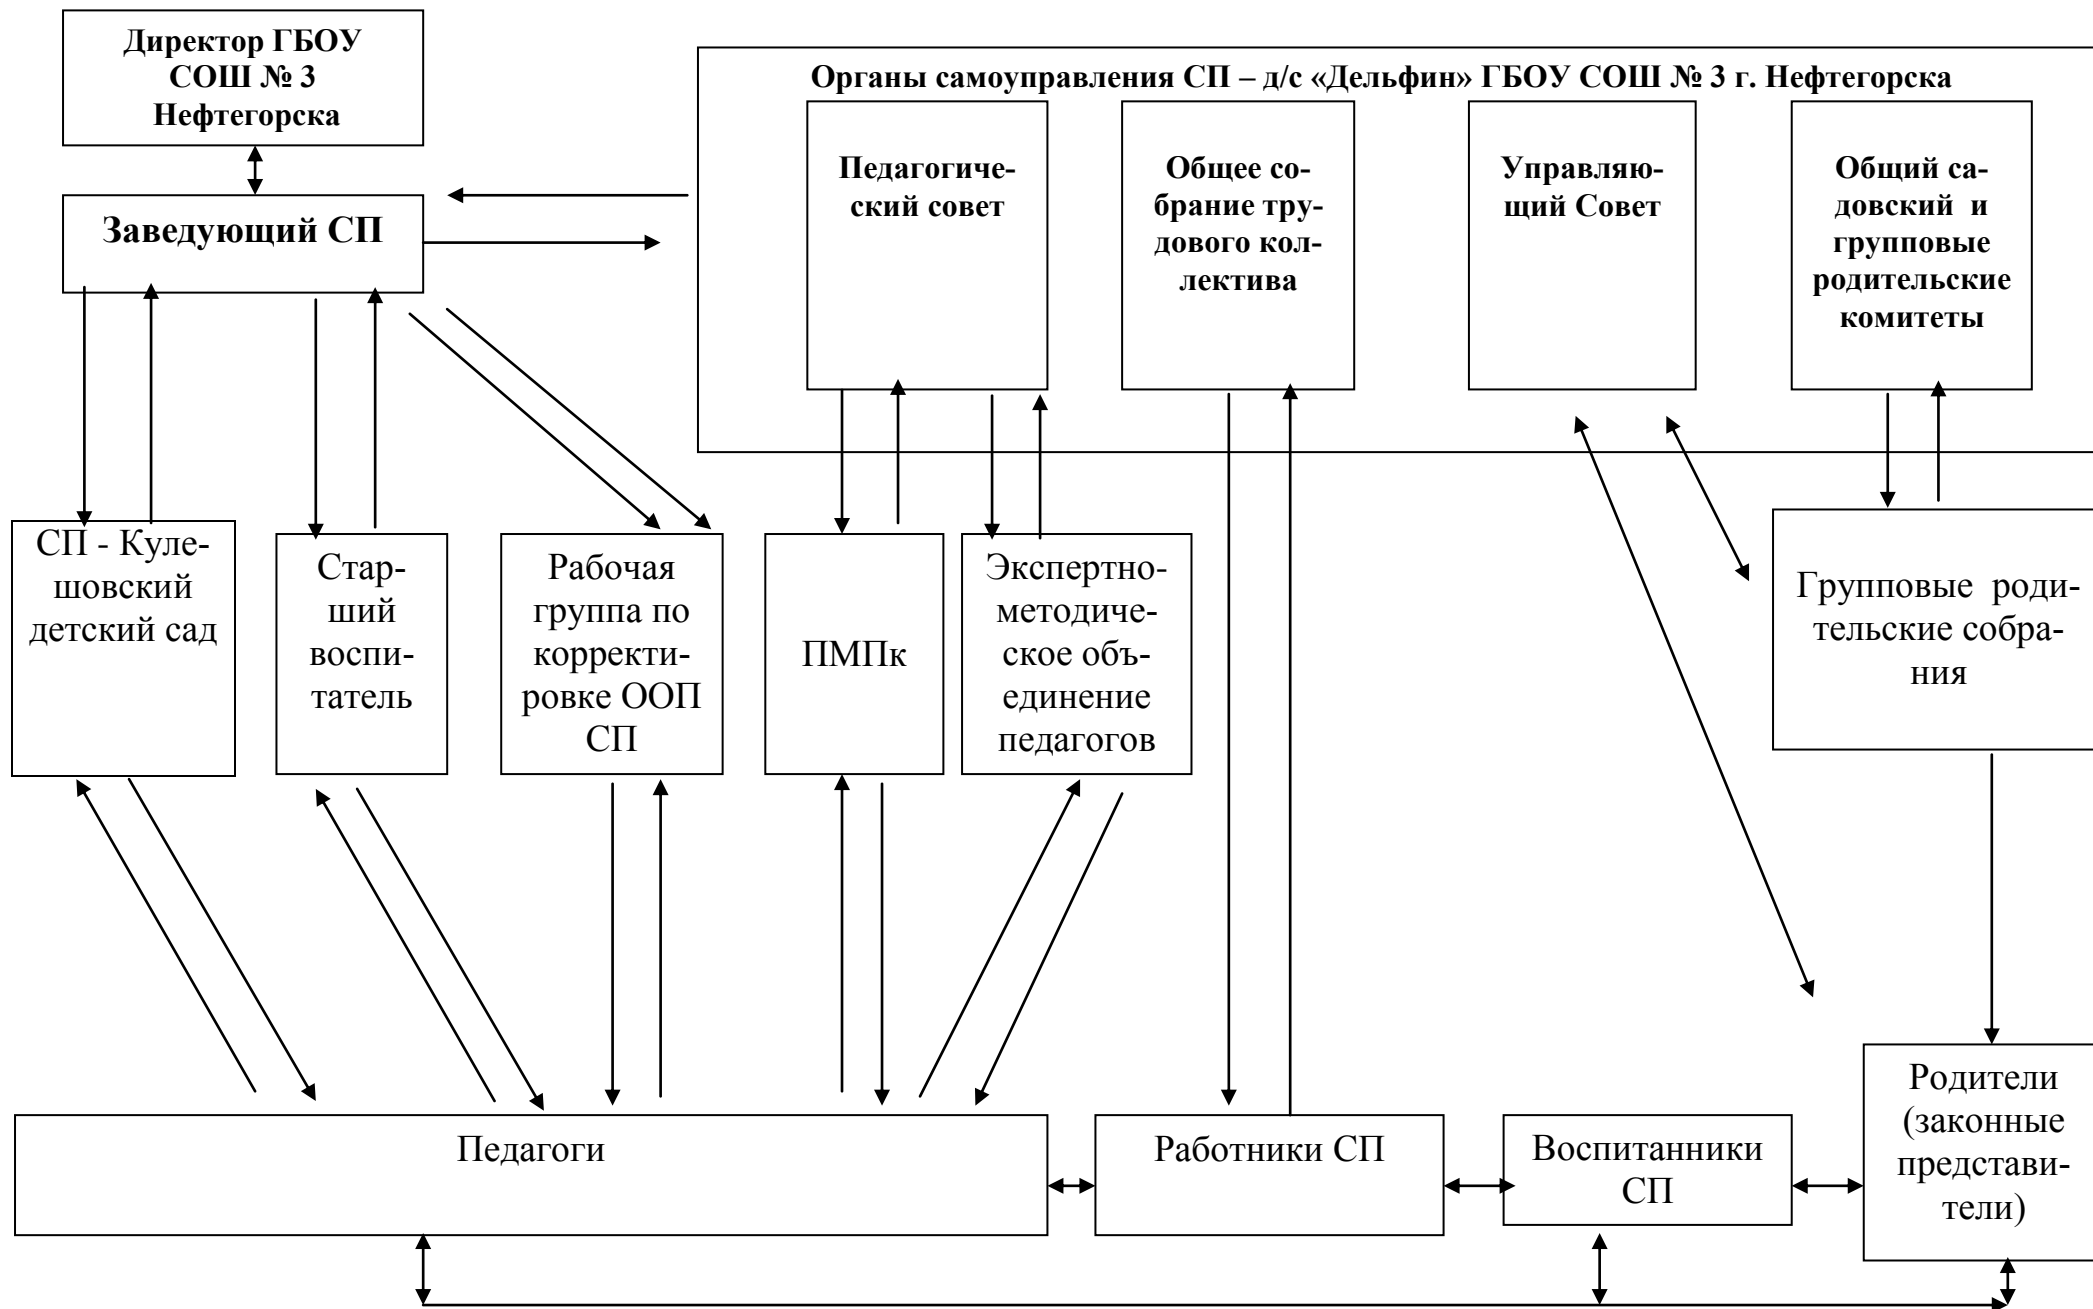 Директор ГБОУ
СОШ № 3
Нефтегорска
Органы самоуправления СП – д/с «Дельфин» ГБОУ СОШ № 3 г. Нефтегорска
Заведующий СП
Педагогиче-
ский совет
Общее со-
брание тру-
дового кол-
лектива
Управляю-
щий Совет
Общий са-
довский и
групповые
родительские
комитеты
СП - Куле-
шовский
детский сад
Стар-
ший
воспи-
татель
Рабочая
группа по
корректи-
ровке ООП
СП
ПМПк
Экспертно-
методиче-
ское объ-
единение
педагогов
Групповые роди-
тельские собра-
ния
Педагоги
Работники СП
Воспитанники
СП
Родители
(законные
представи-
тели)